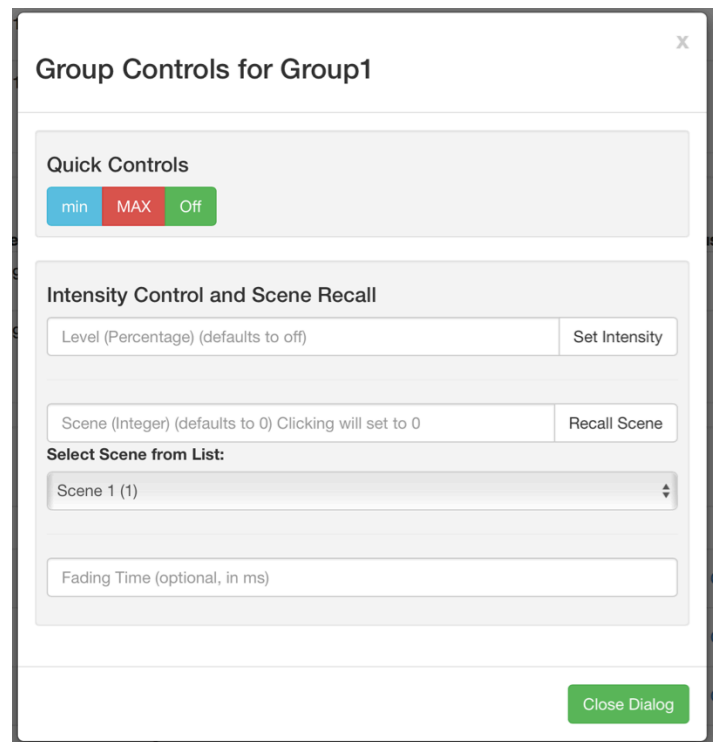 x
Group Controls for Group1
Quick Controls
min MAX Off
Intensity Control and Scene Recall
Level (Percentage) (defaults to off) Set Intensity
Scene (Integer) (defaults to 0) Clicking will set to 0 Recall Scene
Select Scene from List:
Scene 1 (1)
Fading Time (optional, in ms)
Close Dialog